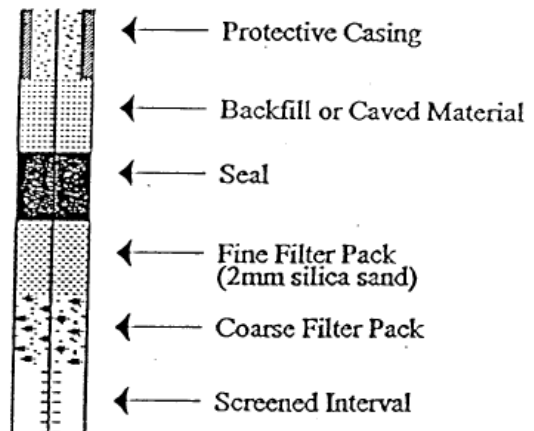 Protective Casing
Backfill or Caved Material
Seal
Fine Filter Pack
(2mm silica sand)
Coarse Filter Pack
Screened Interval